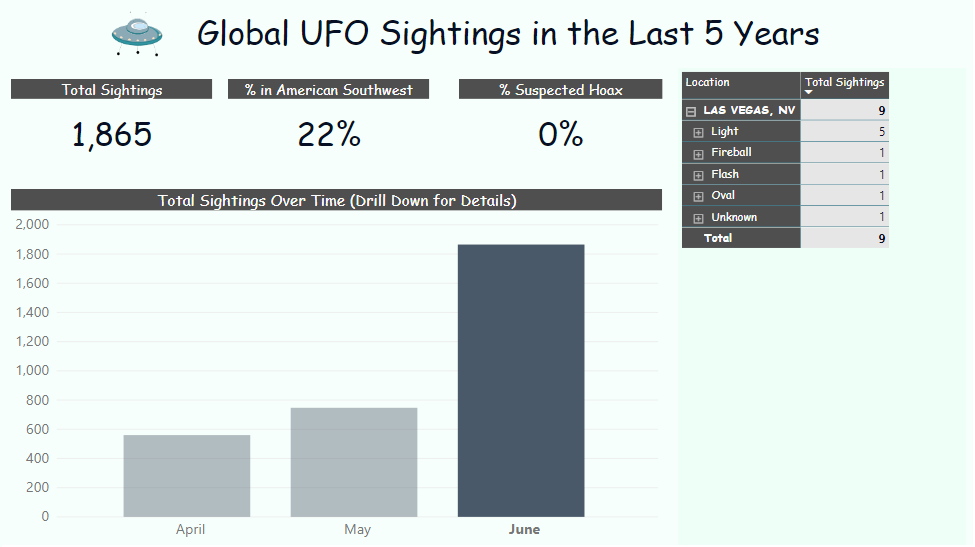 Global UFO Sightings in the Last 5 Years
Total Sightings
% in American Southwest
% Suspected Hoax
1,865
22%
0%
Total Sightings Over Time (Drill Down for Details)
2,000
1,800
1,600
1,400
1,200
1,000
800
600
400
200
0
April May June
Location Total Sightings
LAS VEGAS, NV 9
Light 5
Fireball 1
Flash 1
Oval 1
Unknown 1
Total 9